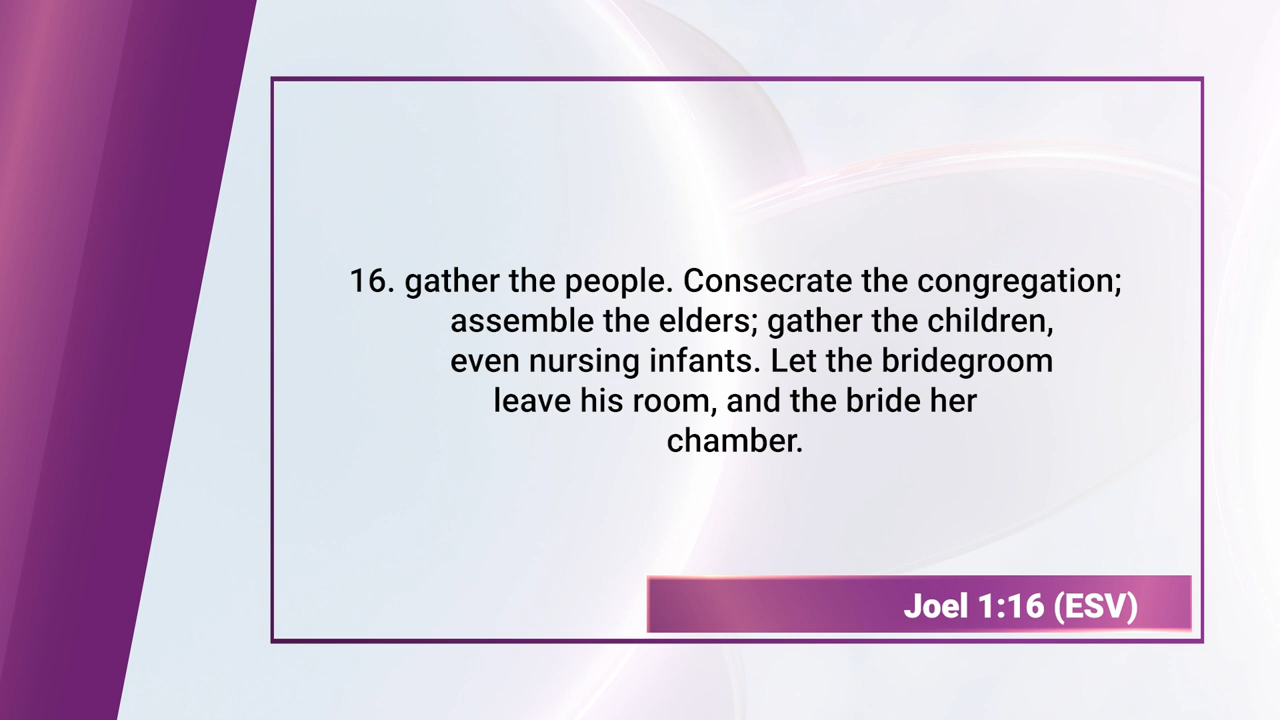 16. gather the people. Consecrate the congregation;
assemble the elders; gather the children,
even nursing infants. Let the bridegroom
leave his room, and the bride her
chamber.
Joel 1:16 (ESV)